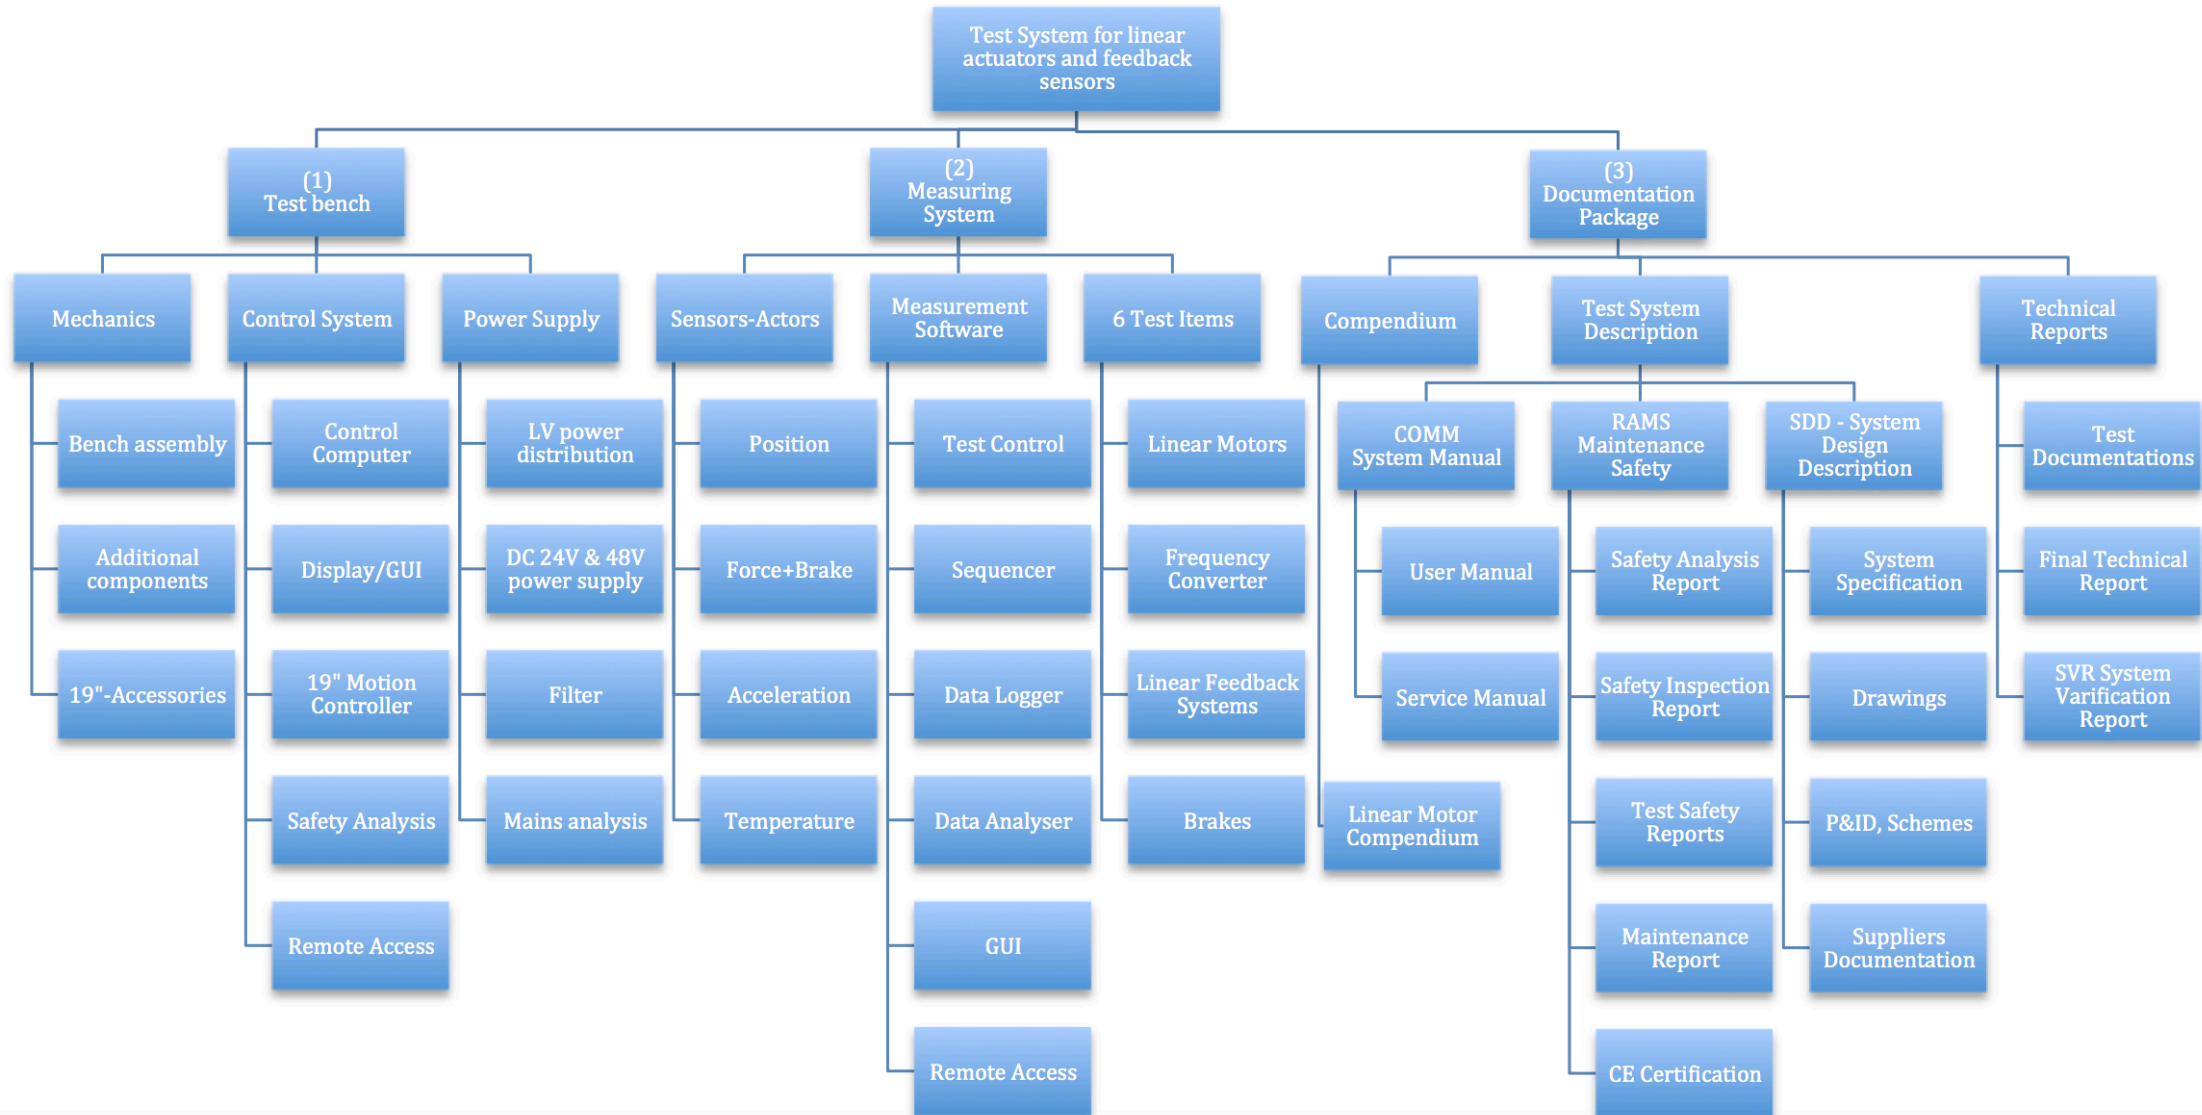 Test System for linear
actuators and feedback
sensors
(1)
Test bench
(2)
Measuring
System
(3)
Documentation
Package
Mechanics
Control System
Power Supply
Sensors-Actors
Measurement
Software
6 Test Items
Compendium
Test System
Description
Technical
Reports
Bench assembly
Additional
components
19"-Accessories
Control
Computer
Display/GUI
19" Motion
Controller
Safety Analysis
Remote Access
LV power
distribution
DC 24V & 48V
power supply
Filter
Mains analysis
Position
Force+Brake
Acceleration
Temperature
Test Control
Sequencer
Data Logger
Data Analyser
GUI
Remote Access
Linear Motors
Frequency
Converter
Linear Feedback
Systems
Brakes
Linear Motor
Compendium
COMM
System Manual
User Manual
Service Manual
RAMS
Maintenance
Safety
Safety Analysis
Report
Safety Inspection
Report
Test Safety
Reports
Maintenance
Report
CE Certification
SDD - System
Design
Description
System
Specification
Drawings
P&ID, Schemes
Suppliers
Documentation
Test
Documentations
Final Technical
Report
SVR System
Varification
Report